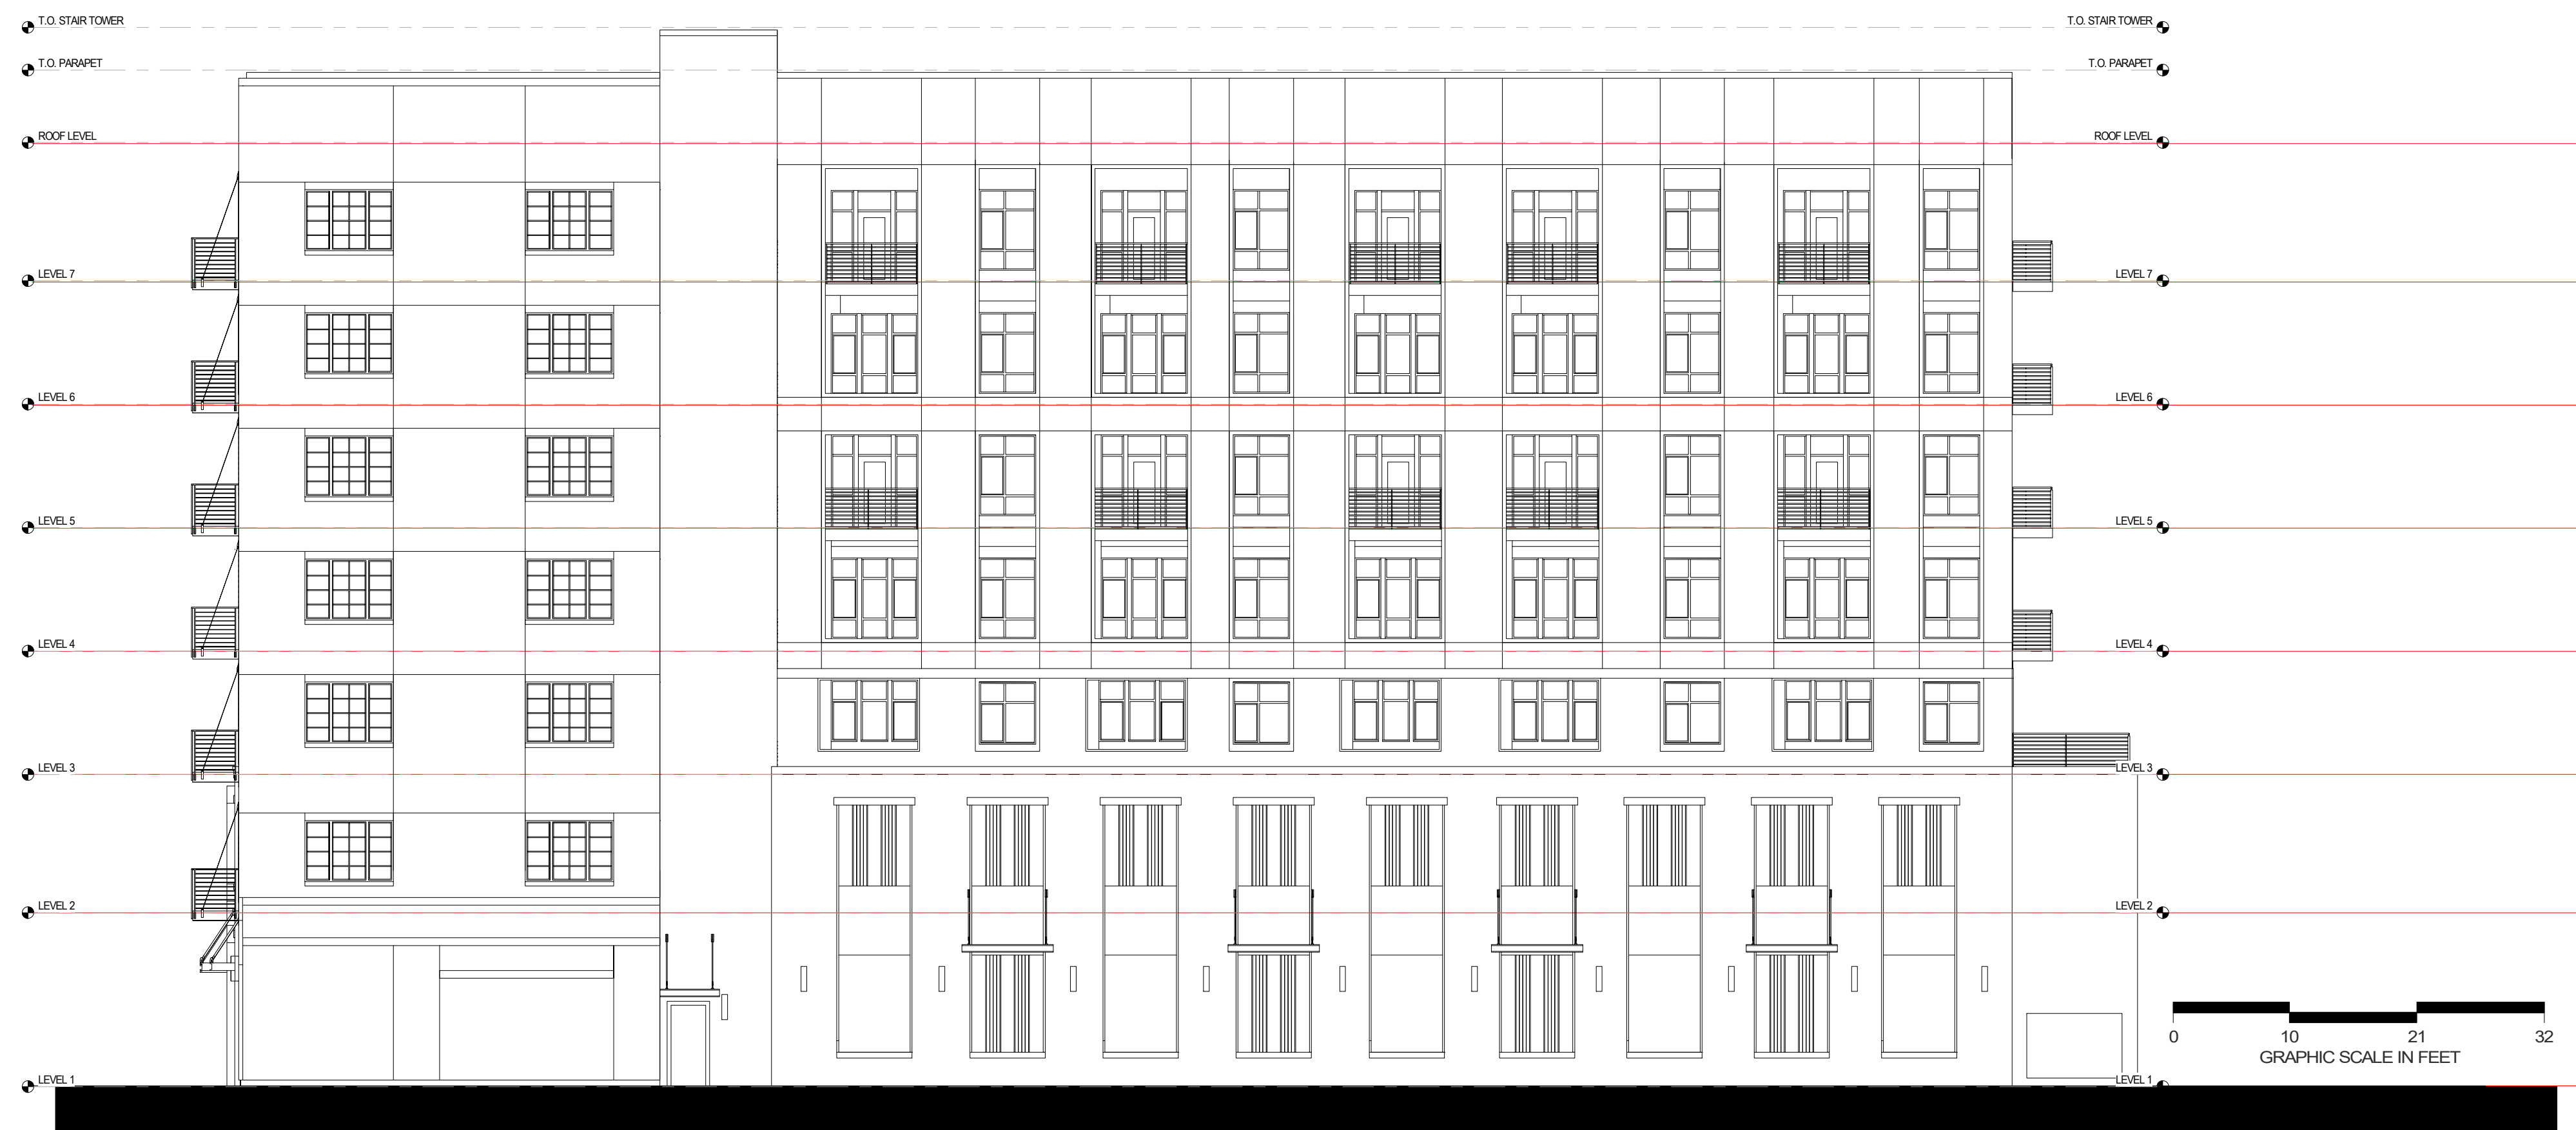 T.O. STAIR TOWER T.O. STAIR TOWER
T.O. PARAPET T.O. PARAPET
ROOF LEVEL ROOF LEVEL
LEVEL 7 LEVEL 7
LEVEL 6 LEVEL 6
LEVEL 5 LEVEL 5
LEVEL 4 LEVEL 4
LEVEL 3 LEVEL 3
LEVEL 2 LEVEL 2
0 10 21 32
GRAPHIC SCALE IN FEET
LEVEL 1 LEVEL 1